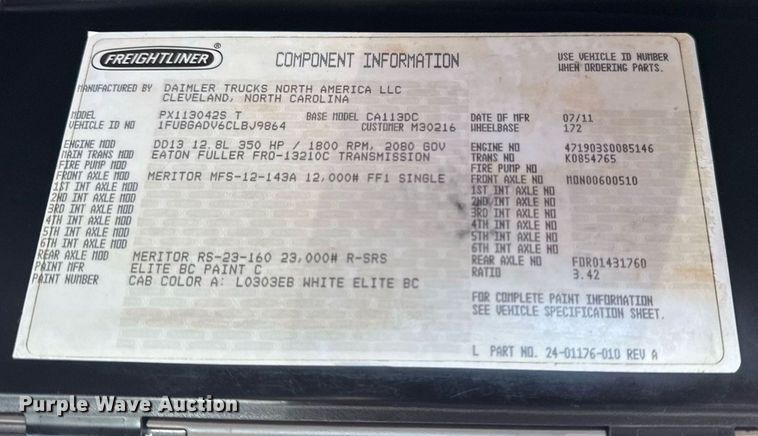 FREIGHTLINER
COMPONENT INFORMATION
USE VEHICLE ID NUMBER
WHEN ORDERING PARTS.
MANUFACTURED BY DAIMLER TRUCKS NORTH AMERICA LLC
CLEVELAND, NORTH CAROLINA
MODEL PX113042S T BASE MODEL CA113DC DATE OF MFR 07/11
VEHICLE ID NO 1FUBGADV6CLBJ9864 CUSTOMER M30216 WHEELBASE 172
ENGINE MOD DD13 12.8L 350 HP / 1800 RPM, 2080 GOV ENGINE NO 471903S0085146
MAIN TRANS MOD EATON FULLER FRO-13210C TRANSMISSION TRANS NO K0854765
FIRE PUMP MOD FIRE PUMP NO
FRONT AXLE MOD MERITOR MFS-12-143A 12,000# FF1 SINGLE FRONT AXLE NO MON00600510
1ST INT AXLE MOD 1ST INT AXLE NO
2ND INT AXLE MOD 2ND INT AXLE NO
3RD INT AXLE MOD 3RD INT AXLE NO
4TH INT AXLE MOD 4TH INT AXLE NO
5TH INT AXLE MOD 5TH INT AXLE NO
6TH INT AXLE MOD 6TH INT AXLE NO
REAR AXLE MOD MERITOR RS-23-160 23,000# R-SRS REAR AXLE NO FOR01431760
PAINT MFR ELITE BC PAINT C RATIO 3.42
PAINT NUMBER CAB COLOR A: L0303EB WHITE ELITE BC
FOR COMPLETE PAINT INFORMATION
SEE VEHICLE SPECIFICATION SHEET.
L PART NO. 24-01176-010 REV A
Purple Wave Auction